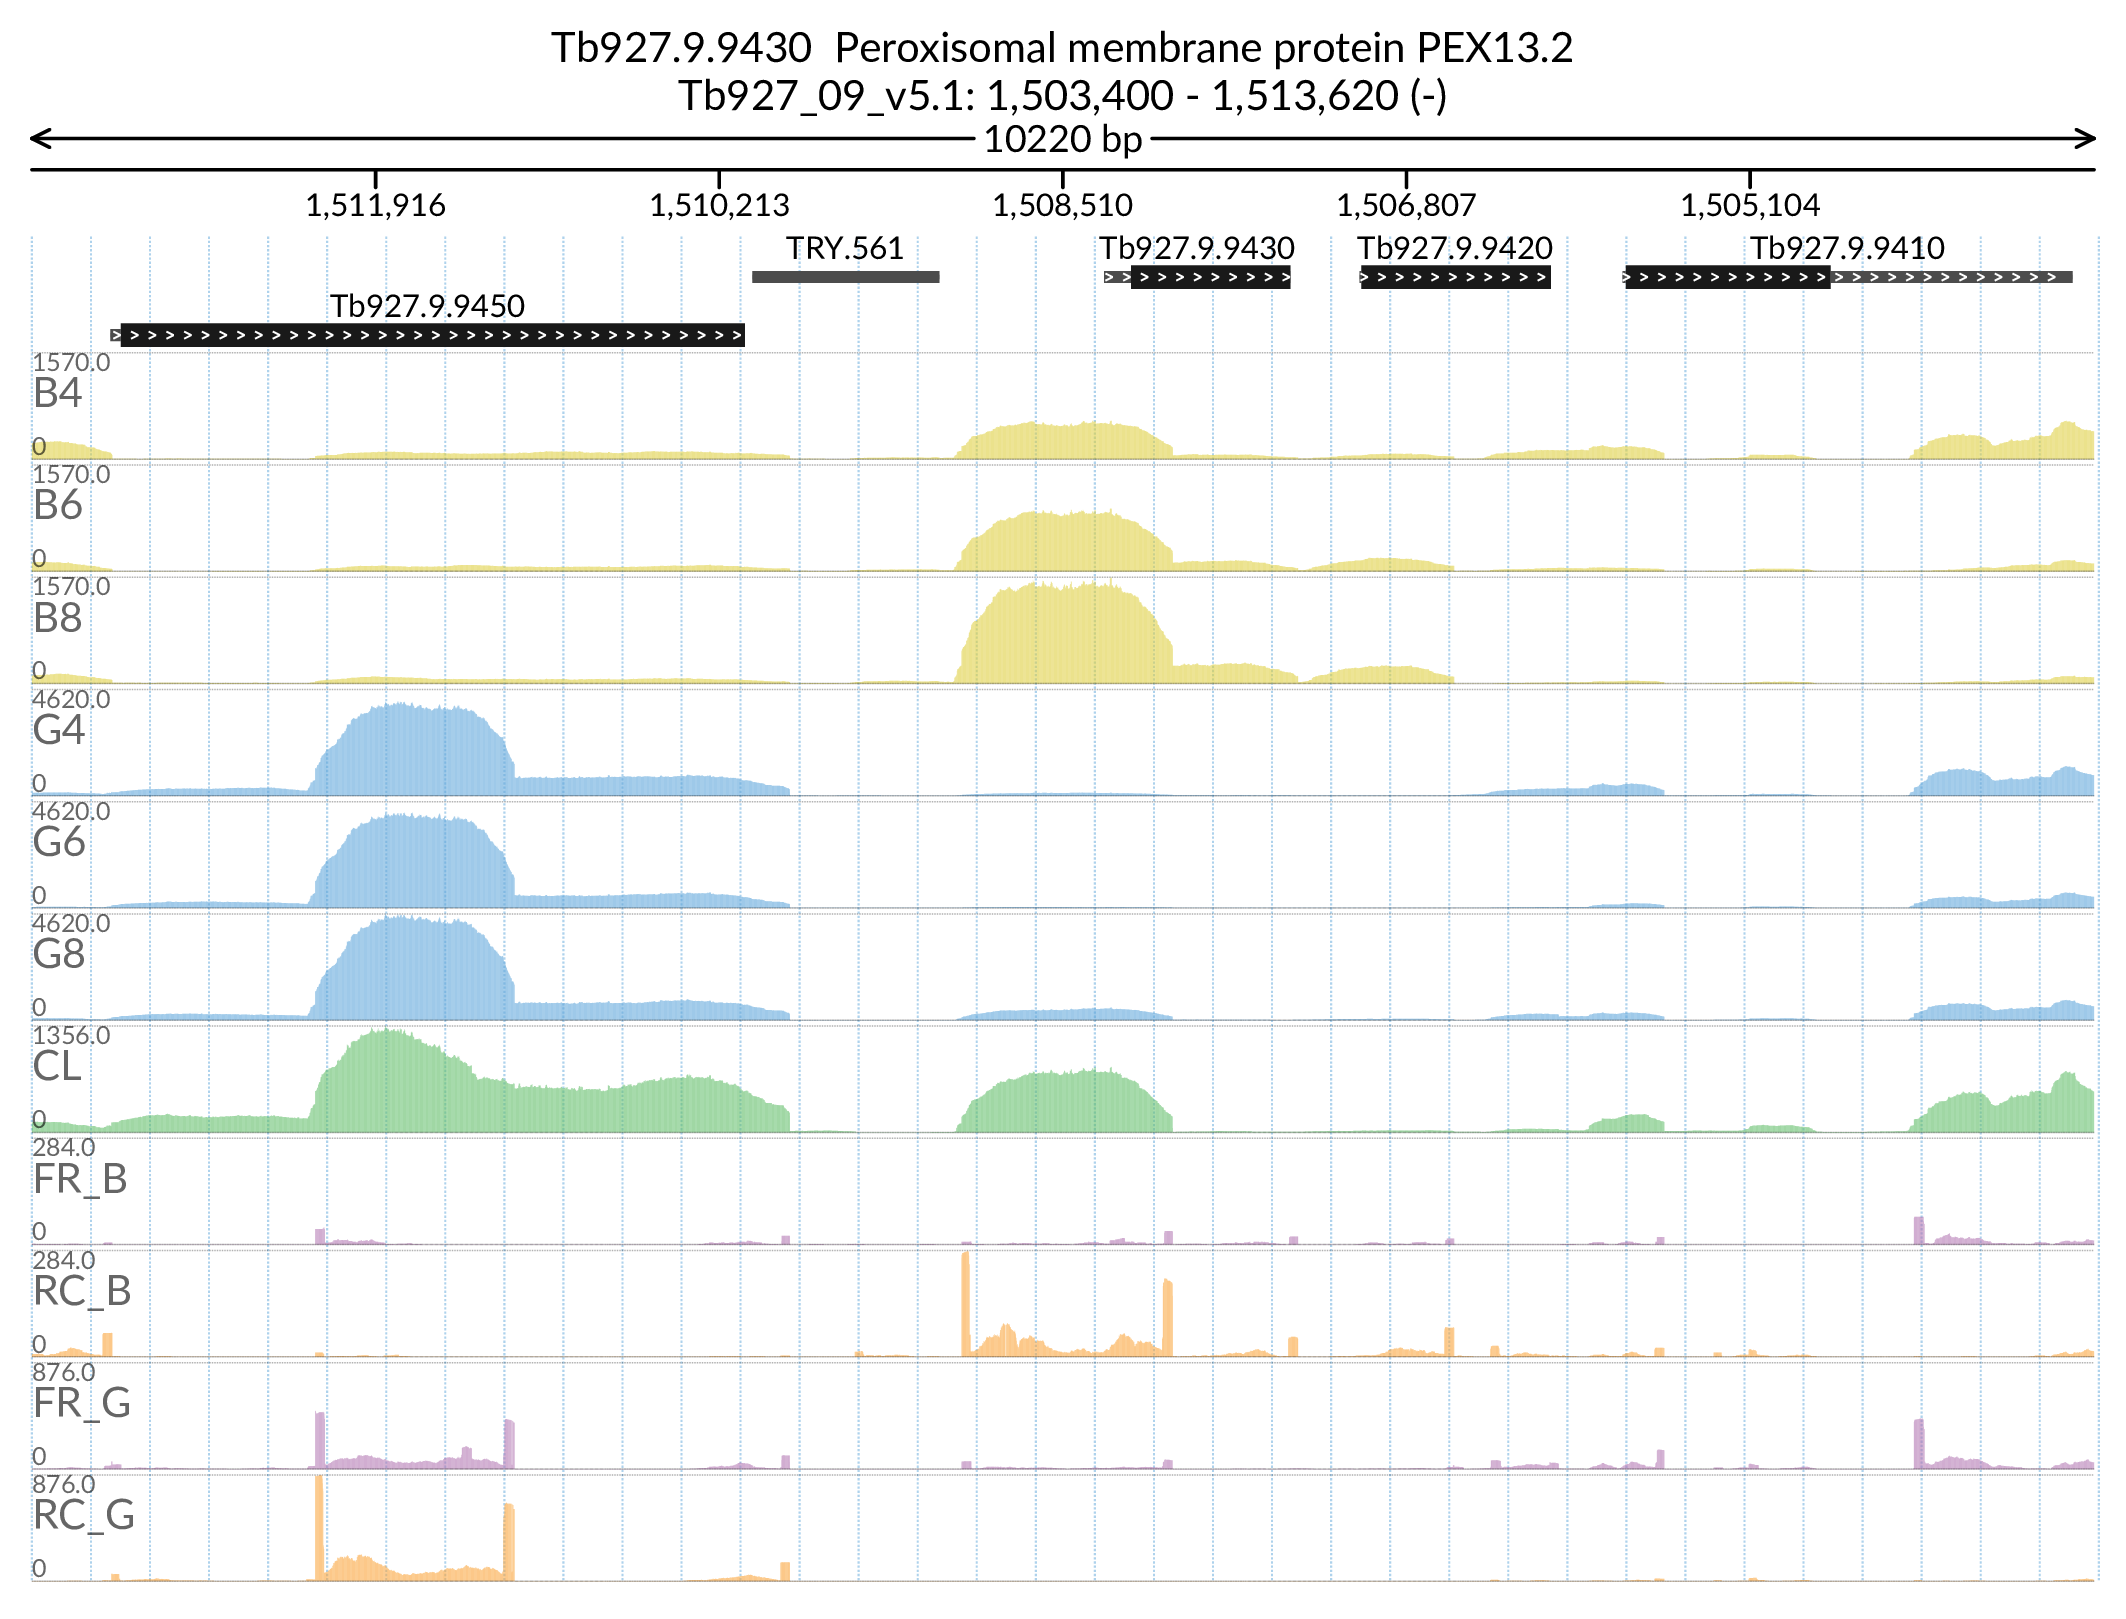 Tb927.9.9430  Peroxisomal membrane protein PEX13.2
Tb927_09_v5.1: 1,503,400 - 1,513,620 (-)
10220 bp
1,511,916 1,510,213 1,508,510 1,506,807 1,505,104
TRY.561 Tb927.9.9430 Tb927.9.9420 Tb927.9.9410
Tb927.9.9450
1570.0
B4
0
1570.0
B6
0
1570.0
B8
0
4620.0
G4
0
4620.0
G6
0
4620.0
G8
0
1356.0
CL
0
284.0
FR_B
0
284.0
RC_B
0
876.0
FR_G
0
876.0
RC_G
0